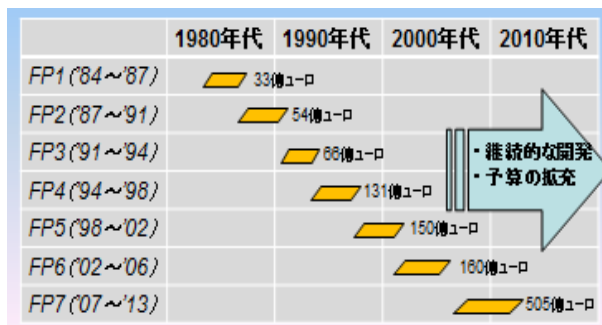 1980年代 1990年代 2000年代 2010年代
FP1('84～'87) 33億ユーロ
FP2('87～'91) 54億ユーロ
FP3('91～'94) 66億ユーロ
FP4('94～'98) 131億ユーロ
FP5('98～'02) 150億ユーロ
FP6('02～'06) 160億ユーロ
FP7('07～'13) 505億ユーロ
・継続的な開発
・予算の拡充